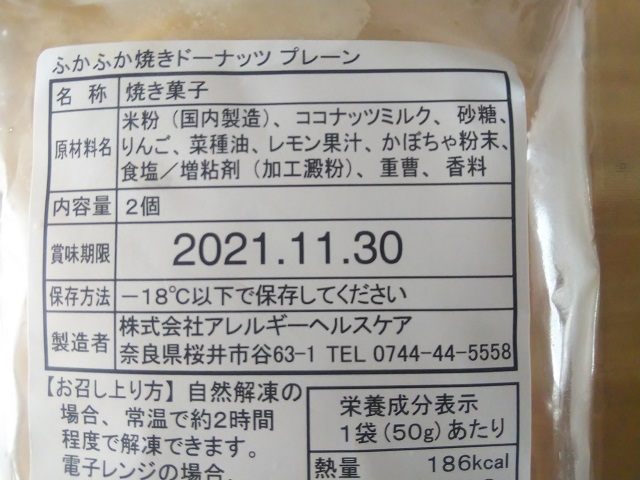 ふかふか焼きドーナッツ プレーン
名 称 焼き菓子
原材料名 米粉（国内製造）、ココナッツミルク、砂糖、
りんご、菜種油、レモン果汁、かぼちゃ粉末、
食塩／増粘剤（加工澱粉）、重曹、香料
内容量 2個
賞味期限 2021.11.30
保存方法 －18℃以下で保存してください
製造者 株式会社アレルギーヘルスケア
奈良県桜井市谷63-1 TEL 0744-44-5558
【お召し上り方】自然解凍の
場合、常温で約2時間
程度で解凍できます。
電子レンジの場合、
栄養成分表示
1袋（50g）あたり
熱量 186kcal